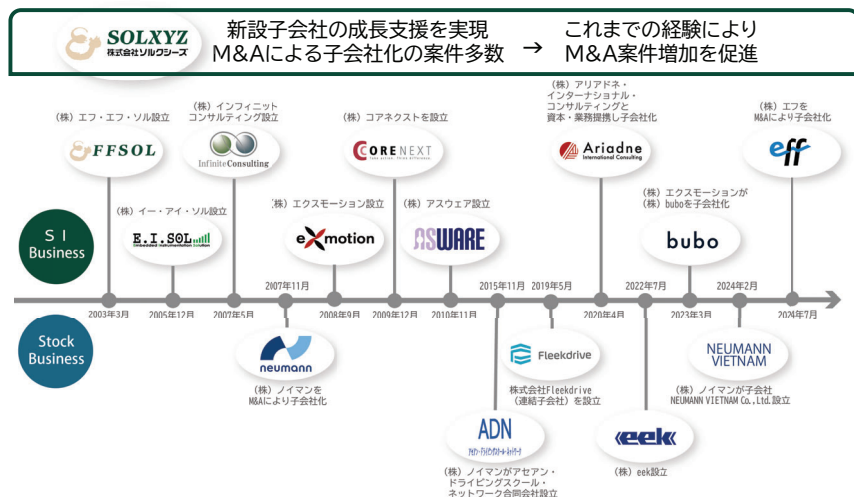 SOLXYZ
株式会社ソルクシーズ
新設子会社の成長支援を実現
M&Aによる子会社化の案件多数
→
これまでの経験により
M&A案件増加を促進
(株) エフ・エフ・ソル設立
FFSOL
(株) インフィニット
コンサルティング設立
InfiniteConsulting
(株) コアネクストを設立
CORENEXT
(株) アリアドネ・
インターナショナル・
コンサルティングと
資本・業務提携し子会社化
Ariadne
International Consulting
(株) エフを
M&Aにより子会社化
eff
SI
Business
(株) イー・アイ・ソル設立
E.I.SOL
Embedded Instrumentation Solution
(株) エクスモーション設立
eXmotion
(株) アスウェア設立
ASWARE
(株) エクスモーションが
(株) buboを子会社化
bubo
2003年3月
2005年12月
2007年5月
2007年11月
2008年9月
2009年12月
2010年11月
2015年11月
2019年5月
2020年4月
2022年7月
2023年3月
2024年2月
2024年7月
Stock
Business
neumann
(株) ノイマンを
M&Aにより子会社化
ADN
(株) ノイマンがアセアン・
ドライビングスクール・
ネットワーク合同会社設立
Fleekdrive
株式会社Fleekdrive
(連結子会社) を設立
eek
(株) eek設立
NEUMANN
VIETNAM
(株) ノイマンが子会社
NEUMANN VIETNAM Co.,Ltd.設立